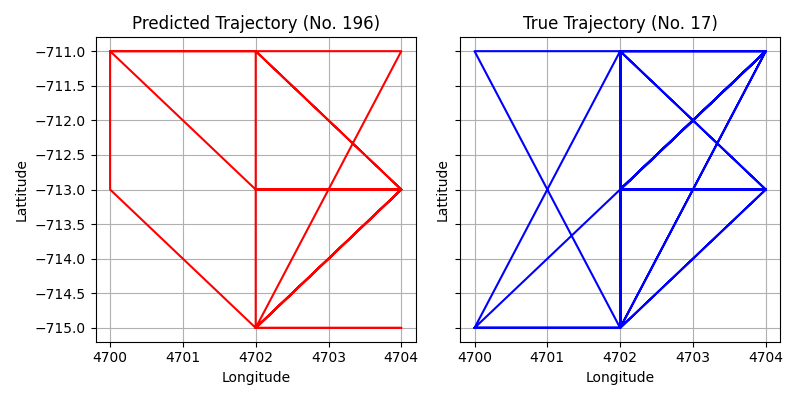 Predicted Trajectory (No. 196)
−711.0
−711.5
−712.0
−712.5
−713.0
−713.5
−714.0
−714.5
−715.0
Lattitude
4700 4701 4702 4703 4704
Longitude
True Trajectory (No. 17)
Lattitude
4700 4701 4702 4703 4704
Longitude